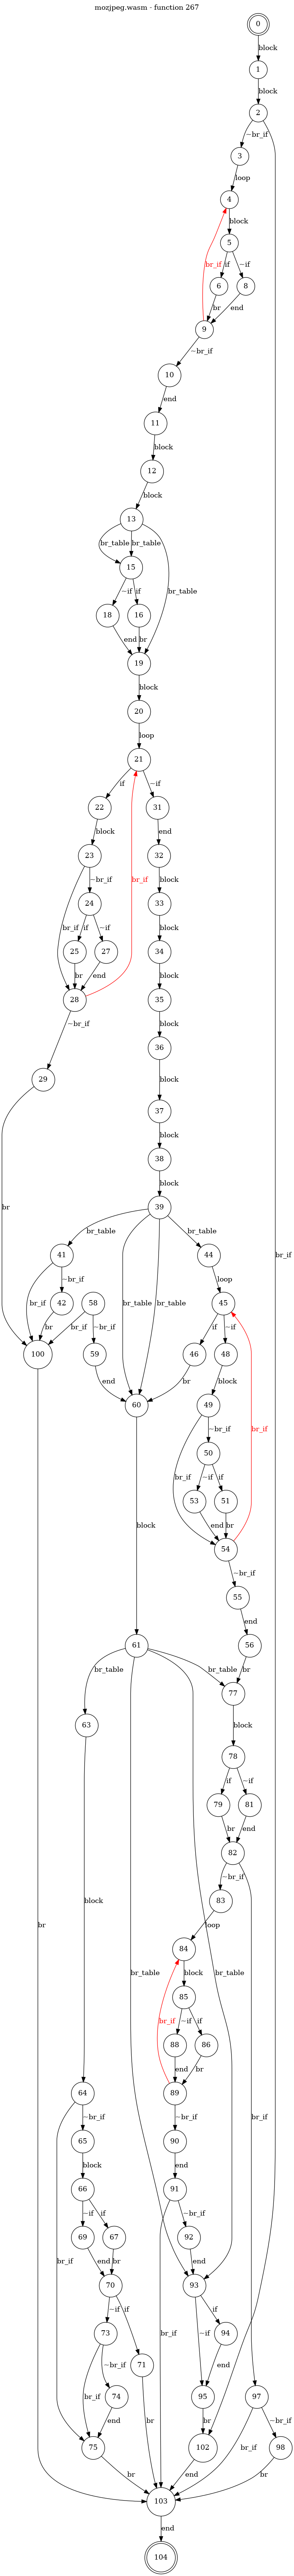 mozjpeg.wasm - function 267
0
block
1
block
2
~br_if
3
loop
4
block
5
br_if if ~if
6 8
br end
9
br_if
~br_if
10
end
11
block
12
block
13
br_table br_table
15
~if if br_table
18 16
end br
19
block
20
loop
21
if ~if
22 31
block end
23 32
~br_if br_if block
24 33
br_if if ~if block
25 27 34
br end block
28 35
~br_if block
29 36
block
37
block
38
block
39
br br_table br_table
41 44
~br_if loop
42 58 45
br_if br br_if ~br_if br_table br_table if ~if
100 59 46 48
end br block
60 49
~br_if br_if
50
br_if ~if if
53 51
end br
54
block ~br_if
55
end
61 56
br_table br_table br
63 77
block
78
if ~if
79 81
br end
82
~br_if
83
block loop
84
br br_table block br_table
85
br_if ~if if
88 86
64 end br br_if
~br_if 89
65 ~br_if
block 90
66 end
~if if 91
69 67 ~br_if
br_if end br 92
70 end
~if if 93
73 br_if if
br_if ~br_if 71 ~if 94
74 end
end 95 97
75 br br ~br_if
br 102 br_if 98
end br
103
end
104